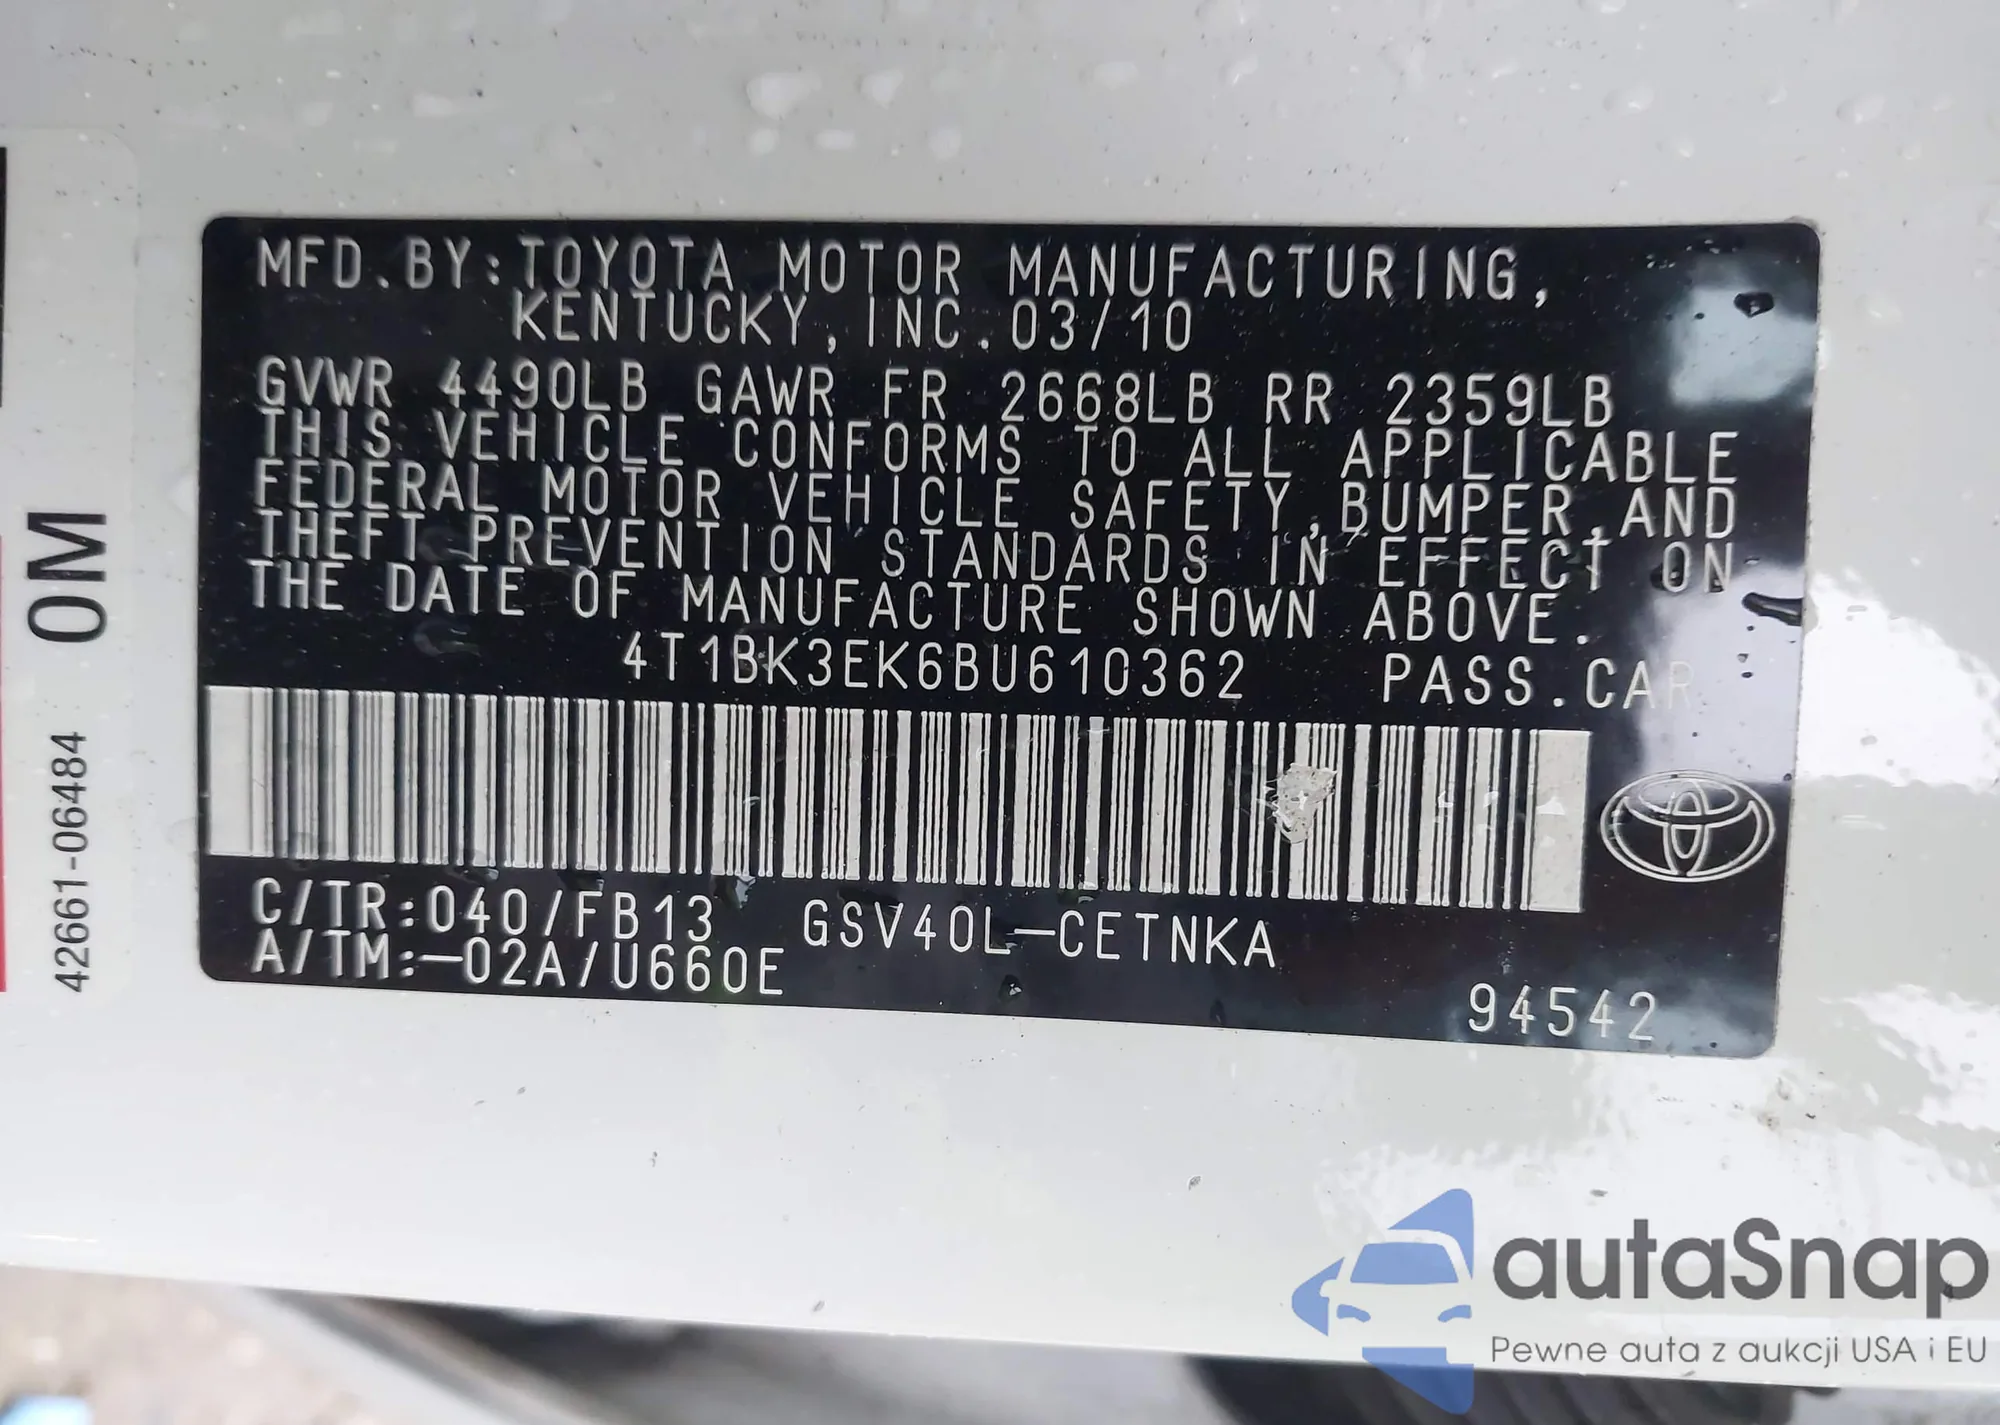 MFD.BY:TOYOTA MOTOR MANUFACTURING,
KENTUCKY,INC.03/10
GVWR 4490LB GAWR FR 2668LB RR 2359LB
THIS VEHICLE CONFORMS TO ALL APPLICABLE
FEDERAL MOTOR VEHICLE SAFETY,BUMPER,AND
THEFT PREVENTION STANDARDS IN EFFECT ON
THE DATE OF MANUFACTURE SHOWN ABOVE.
4T1BK3EK6BU610362 PASS.CAR
C/TR:040/FB13 GSV40L-CETNKA
A/TM:-02A/U660E
94542
0M
42661-06484
autaSnap
Pewne auta z aukcji USA i EU